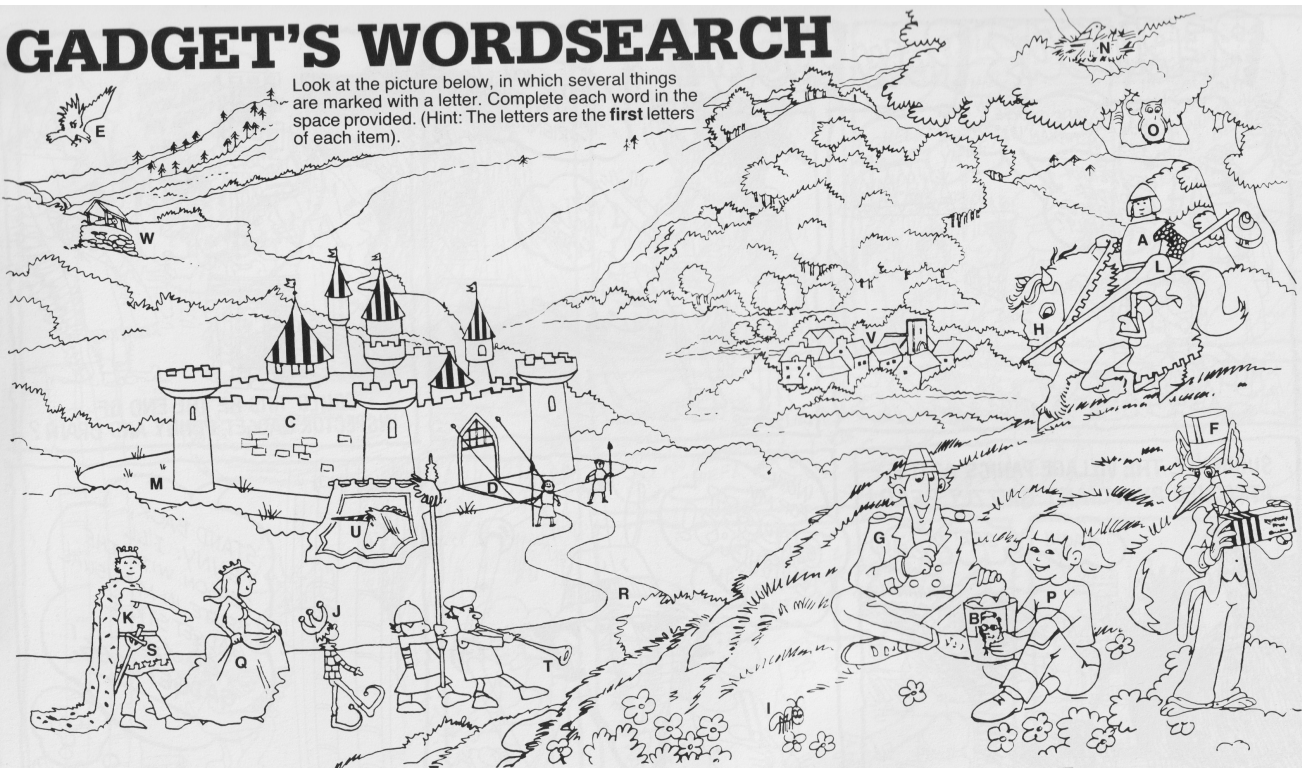 GADGET'S WORDSEARCH
Look at the picture below, in which several things
are marked with a letter. Complete each word in the
space provided. (Hint: The letters are the first letters
of each item).
N
E
O
W
A
L
H
V
C
F
M
D
U
G
R
P
B
J
K
S
Q
T
I